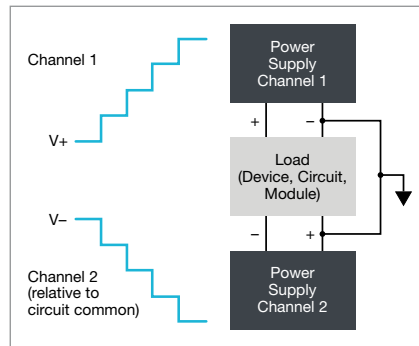 Channel 1
V+
V–
Channel 2
(relative to
circuit common)
Power
Supply
Channel 1
+ –
Load
(Device, Circuit,
Module)
– +
Power
Supply
Channel 2